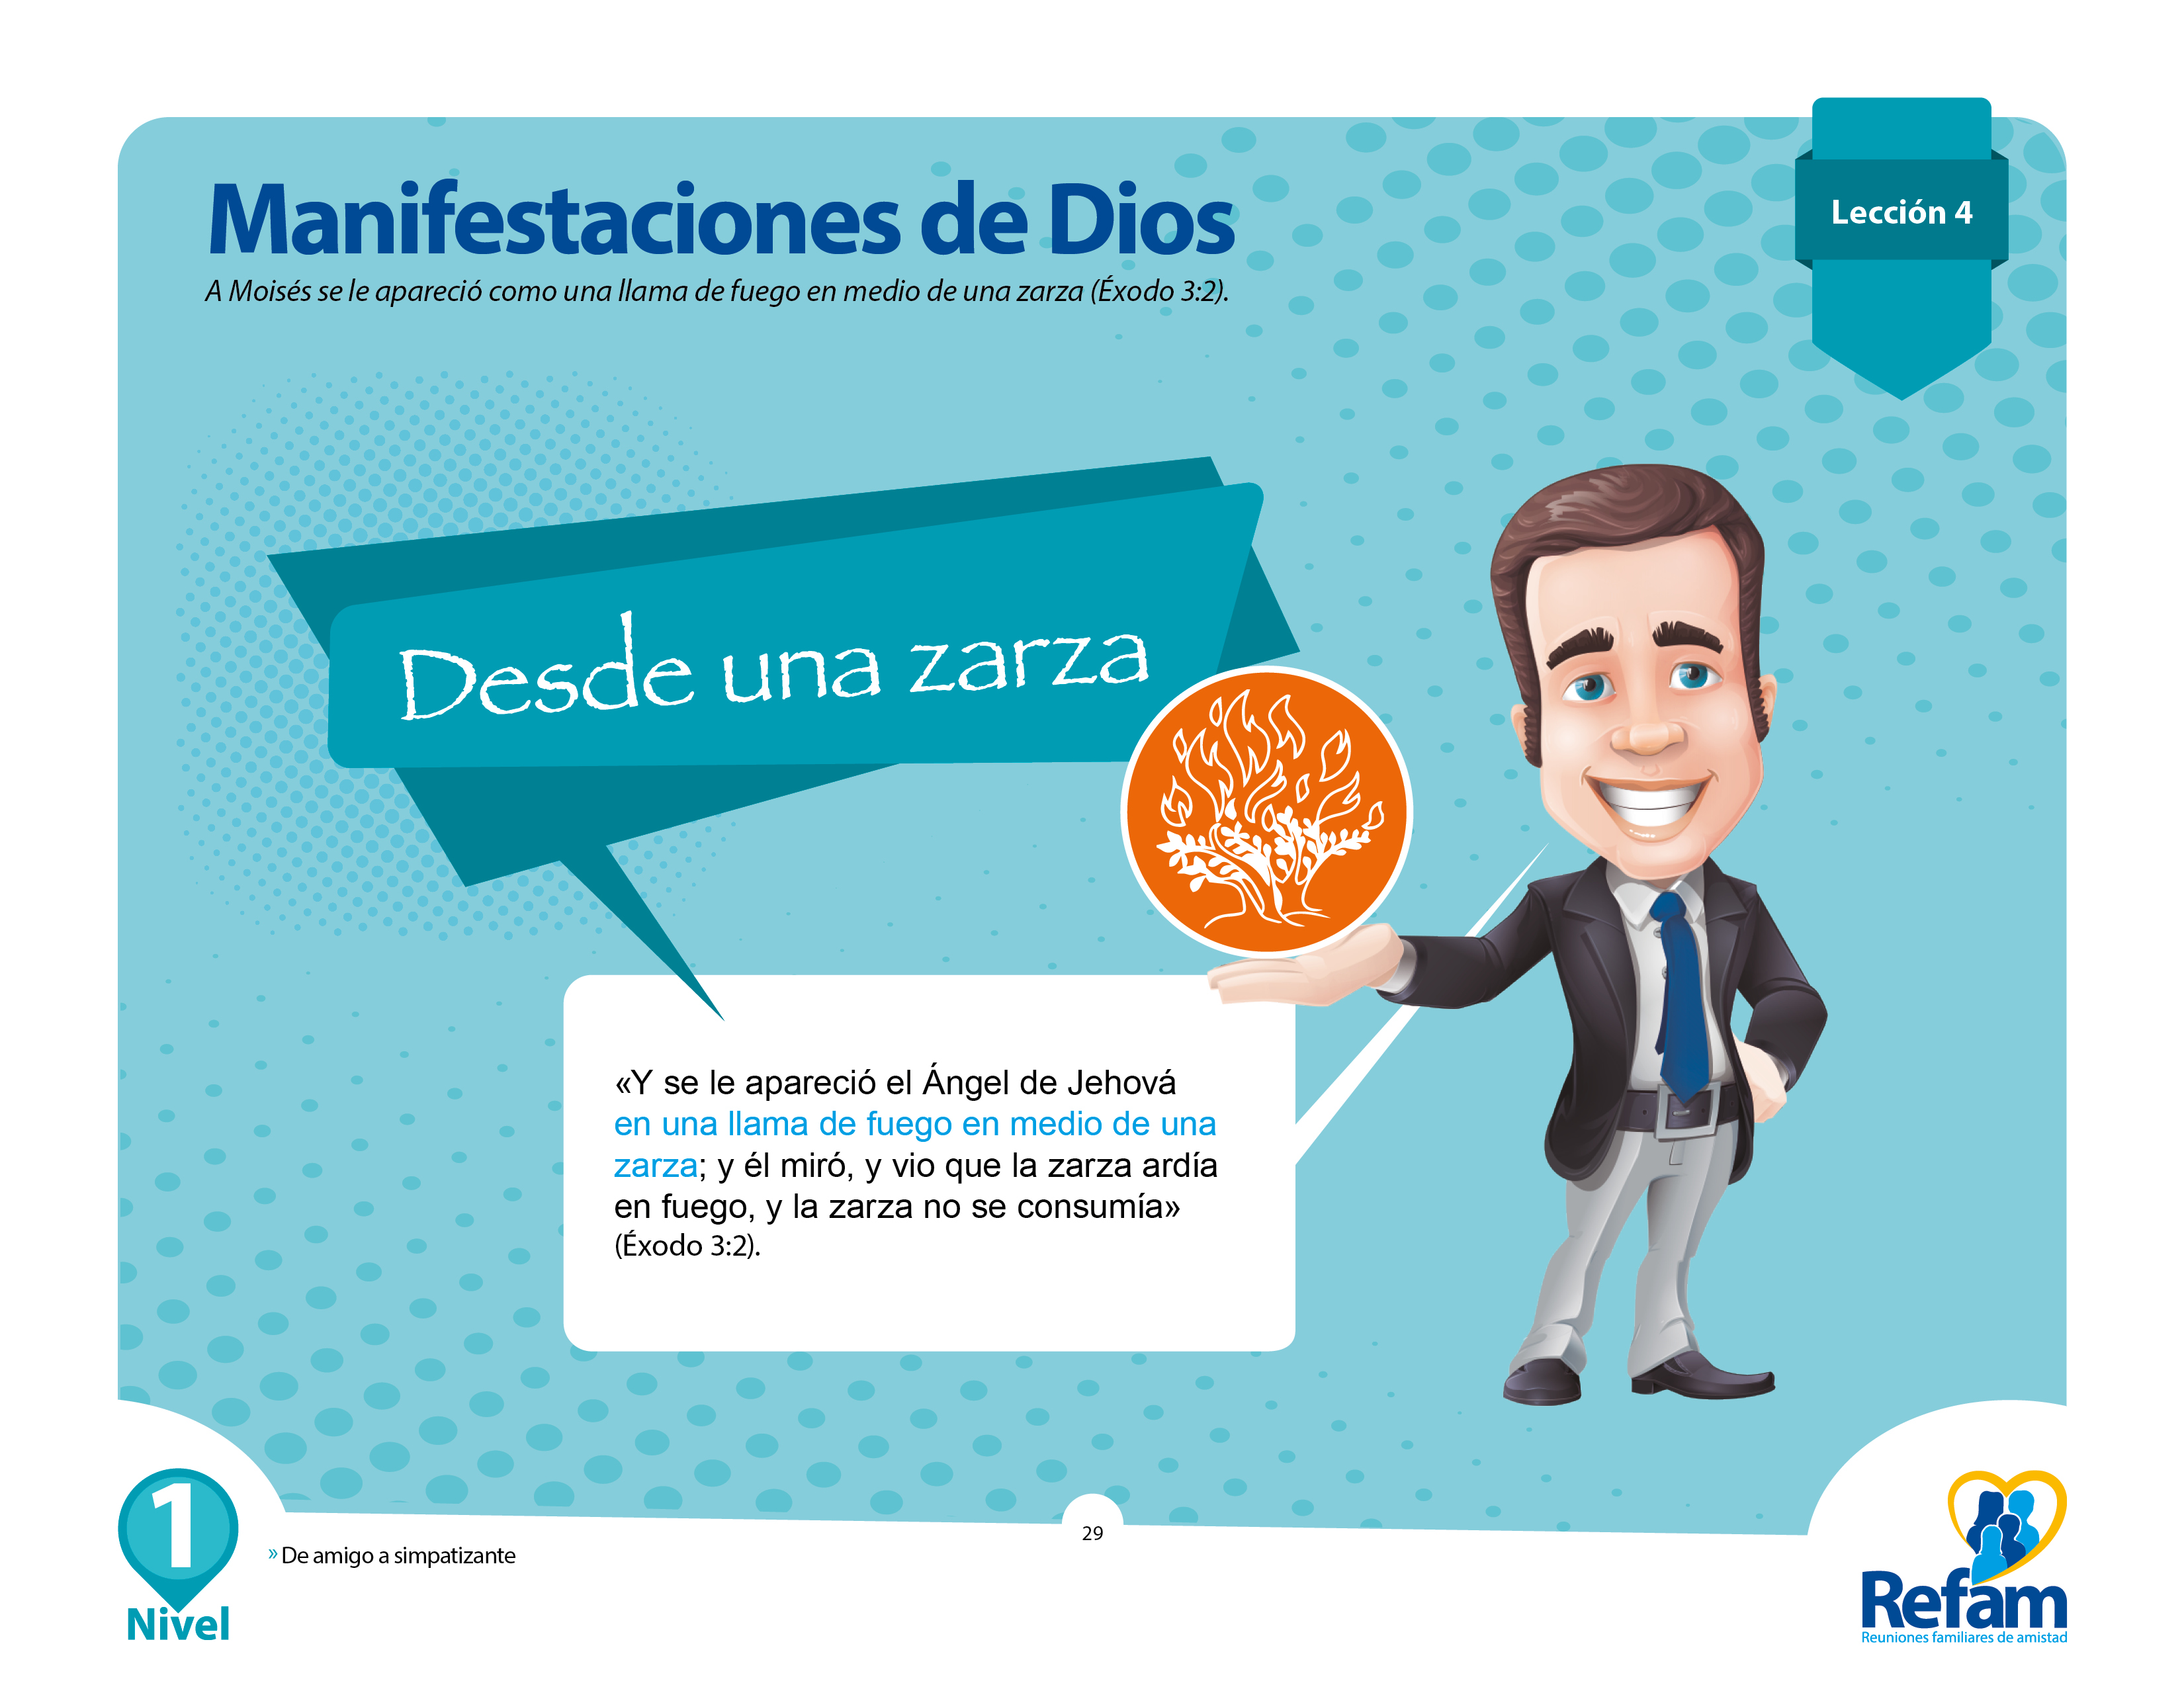 Manifestaciones de Dios
A Moisés se le apareció como una llama de fuego en medio de una zarza (Éxodo 3:2).
Lección 4
Desde una zarza
«Y se le apareció el Ángel de Jehová
en una llama de fuego en medio de una
zarza; y él miró, y vio que la zarza ardía
en fuego, y la zarza no se consumía»
(Éxodo 3:2).
1
Nivel
» De amigo a simpatizante
29
Refam
Reuniones familiares de amistad